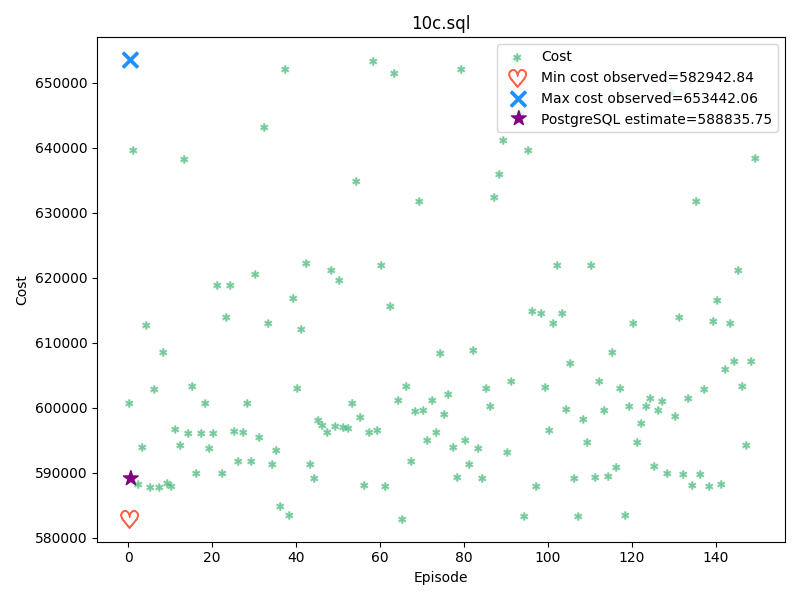 10c.sql
Cost
Min cost observed=582942.84
Max cost observed=653442.06
PostgreSQL estimate=588835.75
650000
640000
630000
620000
610000
600000
590000
580000
Cost
0 20 40 60 80 100 120 140
Episode